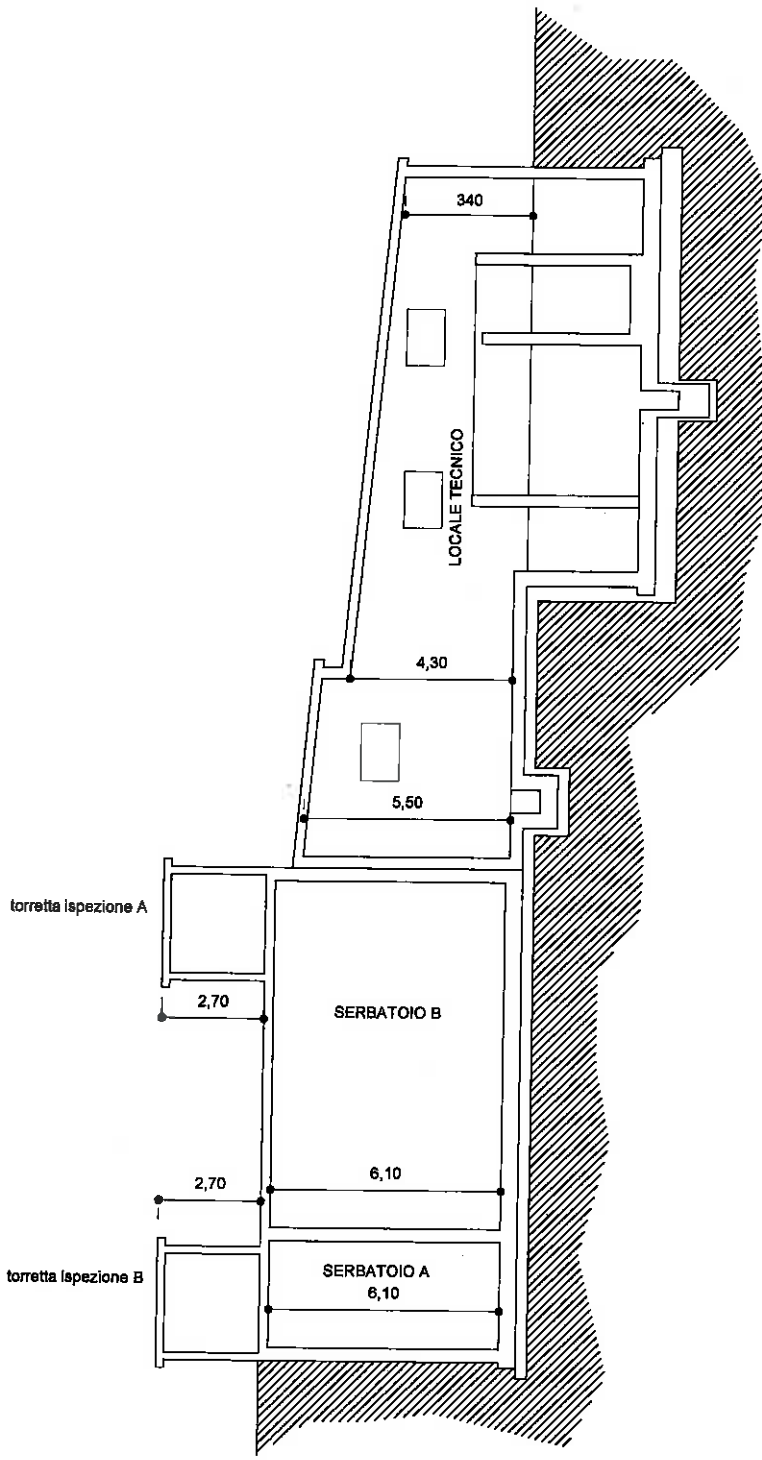 340
LOCALE TECNICO
4,30
5,50
torretta ispezione A
2,70
SERBATOIO B
2,70
6,10
torretta ispezione B
SERBATOIO A
6,10